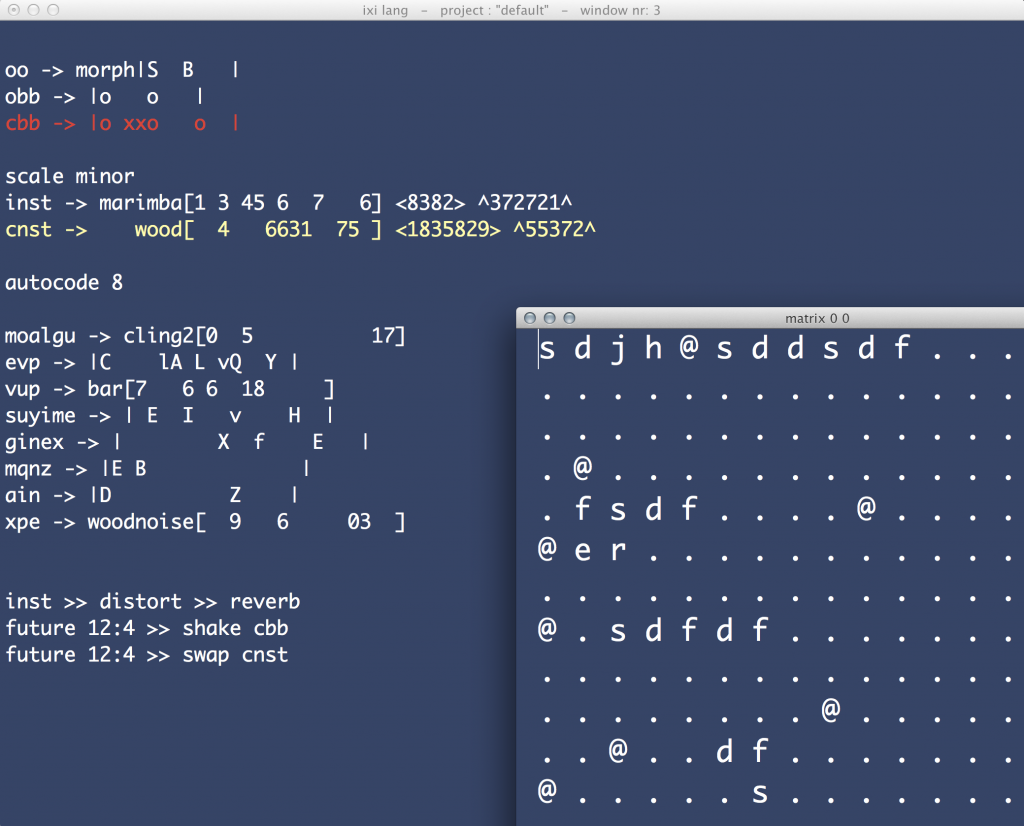 ixi lang  –  project : "default"  –  window nr: 3
oo -> morph|S  B   |
obb -> |o   o   |
cbb -> |o xxo   o  |
scale minor
inst -> marimba[1 3 45 6  7   6] <8382> ^372721^
cnst ->    wood[  4   6631  75 ] <1835829> ^55372^
autocode 8
moalgu -> cling2[0  5          17]
evp -> |C    lA L vQ  Y |
vup -> bar[7   6 6  18     ]
suyime -> | E  I   v    H  |
ginex -> |        X  f    E   |
mqnz -> |E B             |
ain -> |D          Z    |
xpe -> woodnoise[  9   6     03  ]
inst >> distort >> reverb
future 12:4 >> shake cbb
future 12:4 >> swap cnst
matrix 0 0
s d j h @ s d d s d f . . .
. . . . . . . . . . . . . .
. . . . . . . . . . . . . .
. @ . . . . . . . . . . . .
. f s d f . . . . @ . . . .
@ e r . . . . . . . . . . .
. . . . . . . . . . . . . .
@ . s d f d f . . . . . . .
. . . . . . . . . . . . . .
. . . . . . . . @ . . . . .
. . @ . . d f . . . . . . .
@ . . . . . s . . . . . . .